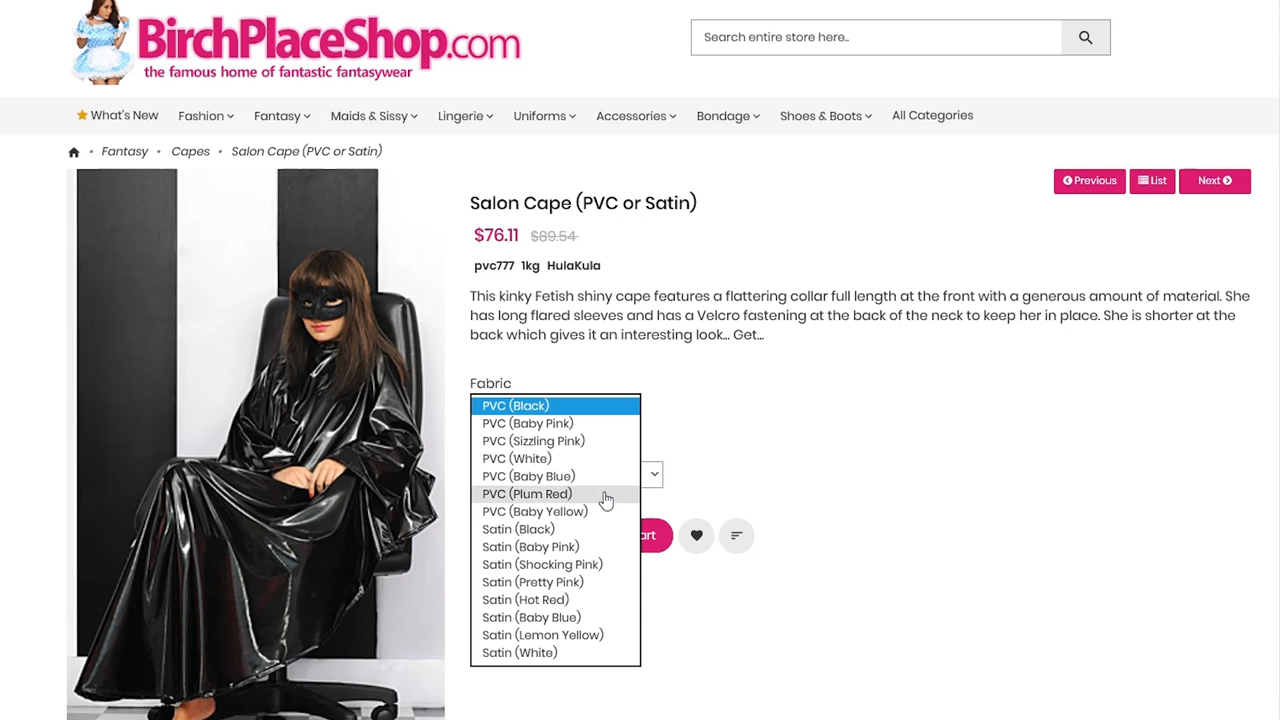 BirchPlaceShop.com
the famous home of fantastic fantasywear
Search entire store here..
What's New Fashion Fantasy Maids & Sissy Lingerie Uniforms Accessories Bondage Shoes & Boots All Categories
Fantasy • Capes • Salon Cape (PVC or Satin)
Previous List Next
Salon Cape (PVC or Satin)
$76.11 $89.54
pvc777 1kg HulaKula
This kinky Fetish shiny cape features a flattering collar full length at the front with a generous amount of material. She
has long flared sleeves and has a Velcro fastening at the back of the neck to keep her in place. She is shorter at the
back which gives it an interesting look... Get...
Fabric
PVC (Black)
PVC (Baby Pink)
PVC (Sizzling Pink)
PVC (White)
PVC (Baby Blue)
PVC (Plum Red)
PVC (Baby Yellow)
Satin (Black)
Satin (Baby Pink)
Satin (Shocking Pink)
Satin (Pretty Pink)
Satin (Hot Red)
Satin (Baby Blue)
Satin (Lemon Yellow)
Satin (White)